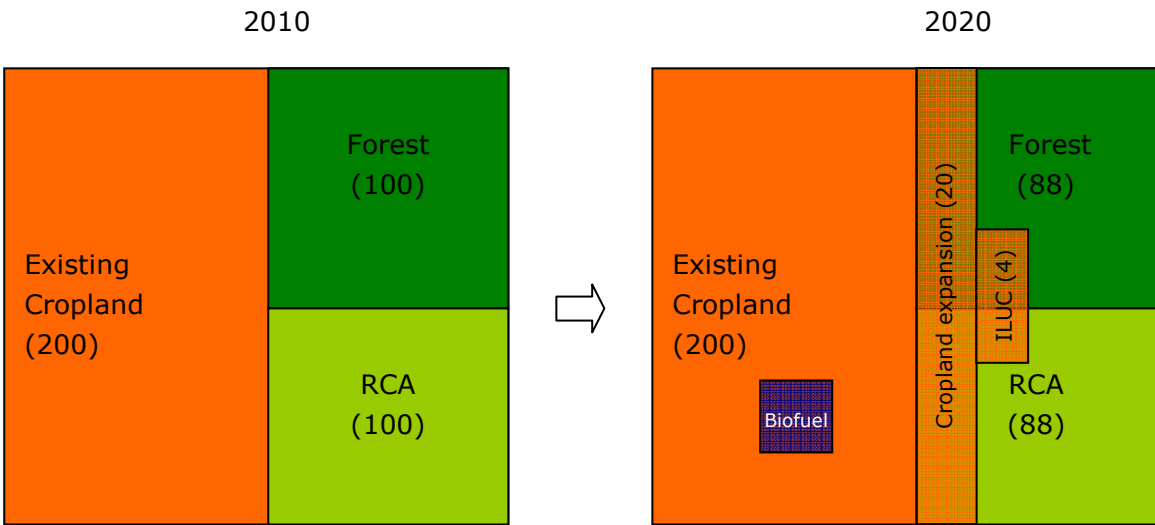 2010
Forest
(100)
Existing
Cropland
(200)
RCA
(100)
2020
Forest
(88)
Existing
Cropland
(200)
Cropland expansion (20)
ILUC (4)
RCA
(88)
Biofuel